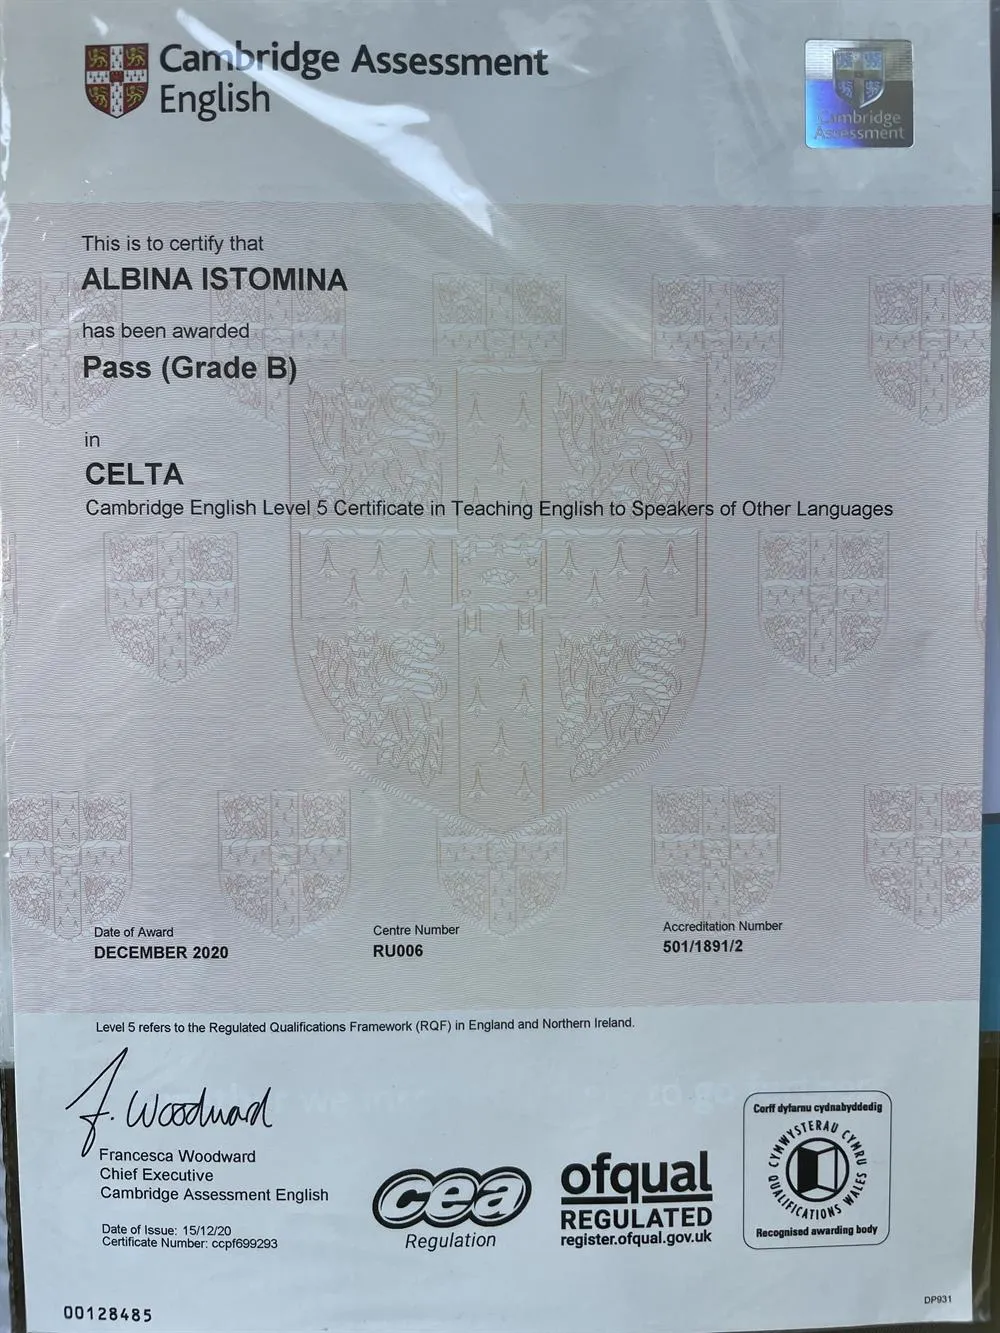 Cambridge Assessment
English
Cambridge
Assessment
This is to certify that
ALBINA ISTOMINA
has been awarded
Pass (Grade B)
in
CELTA
Cambridge English Level 5 Certificate in Teaching English to Speakers of Other Languages
Date of Award
DECEMBER 2020
Centre Number
RU006
Accreditation Number
501/1891/2
Level 5 refers to the Regulated Qualifications Framework (RQF) in England and Northern Ireland.
F. Woodward
Francesca Woodward
Chief Executive
Cambridge Assessment English
Date of Issue: 15/12/20
Certificate Number: ccpf699293
cea
Regulation
ofqual
REGULATED
register.ofqual.gov.uk
Corff dyfarnu cydnabyddedig
CYMWYSTERAU CYMRU
QUALIFICATIONS WALES
Recognised awarding body
00128485
DP931